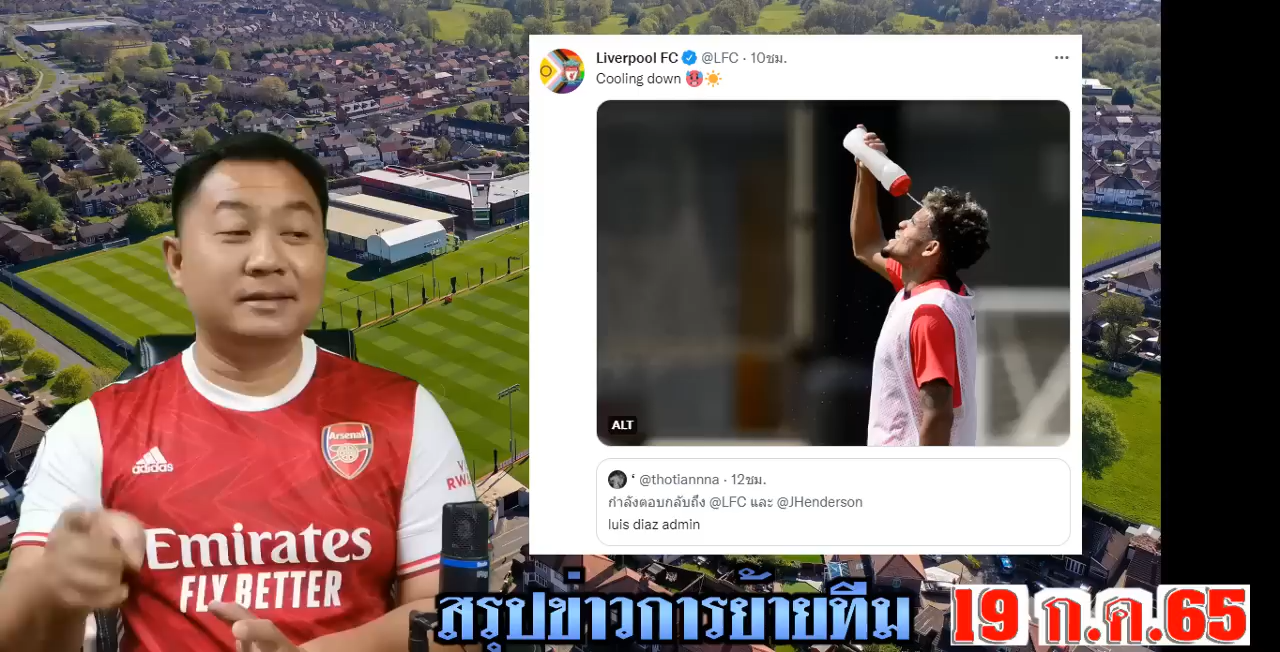 Liverpool FC @LFC · 10ชม.
Cooling down 🥵☀️
ALT
‘ @thotiannna · 12ชม.
กำลังตอบกลับถึง @LFC และ @JHenderson
luis diaz admin
Arsenal
adidas
Emirates
FLY BETTER
สรุปข่าวการย้ายทีม 19 ก.ค.65